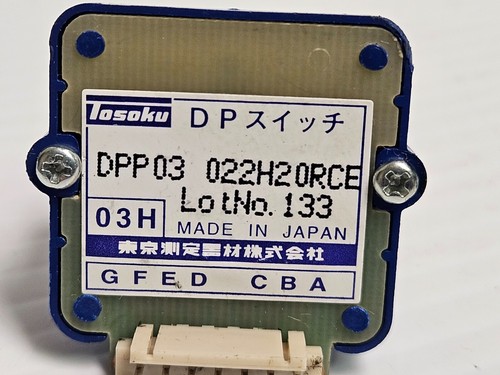 Tosoku DPスイッチ
DPP03 022H20RCE
LotNo.133
03H MADE IN JAPAN
東京測定器材株式会社
GFED CBA